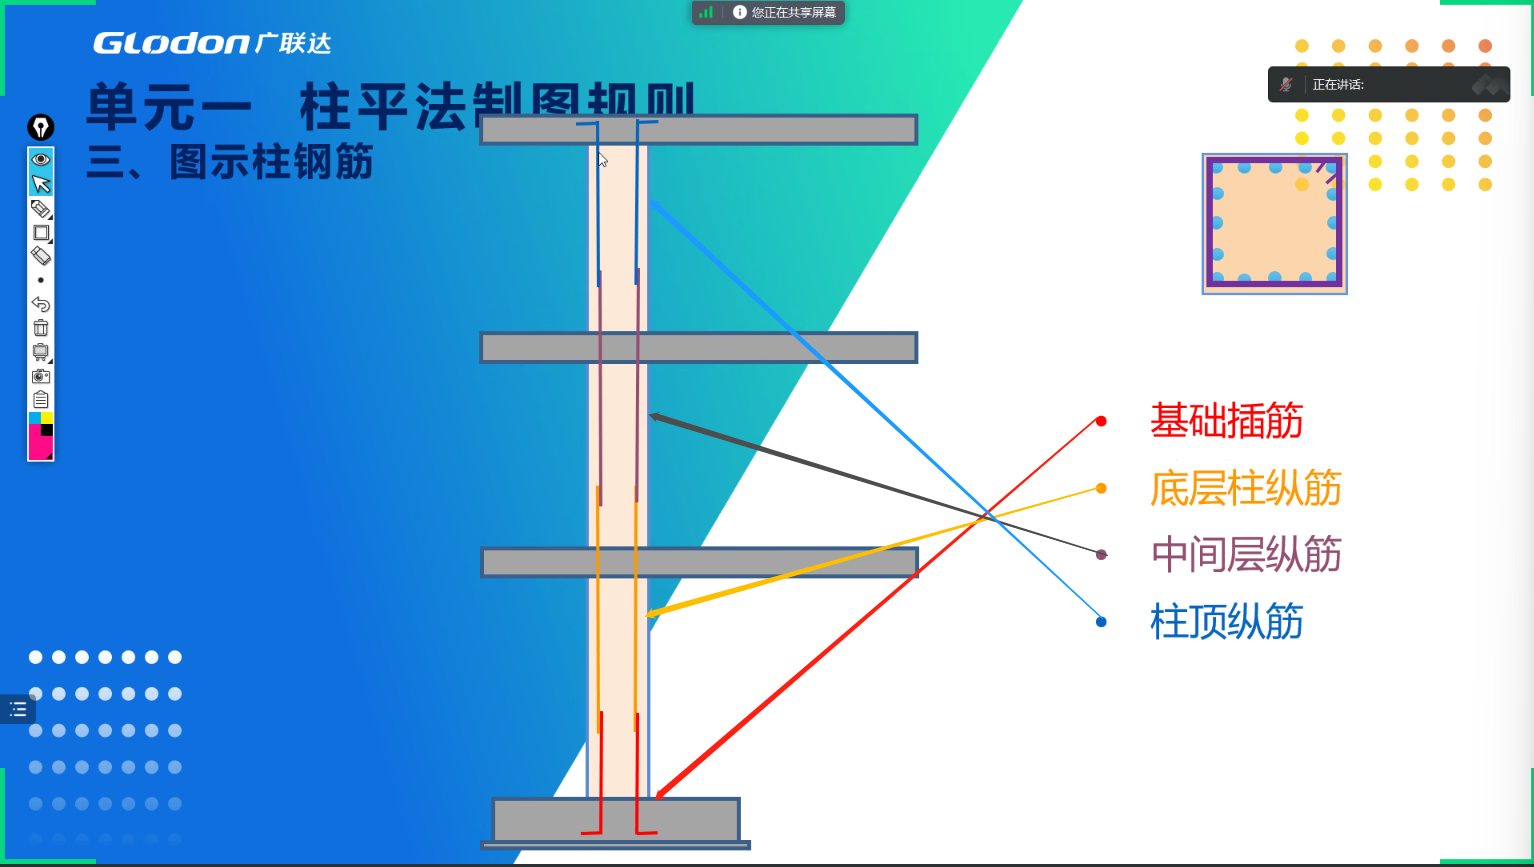 您正在共享屏幕
Glodon广联达
正在讲话:
单元一 柱平法制图规则
三、图示柱钢筋
基础插筋
底层柱纵筋
中间层纵筋
柱顶纵筋